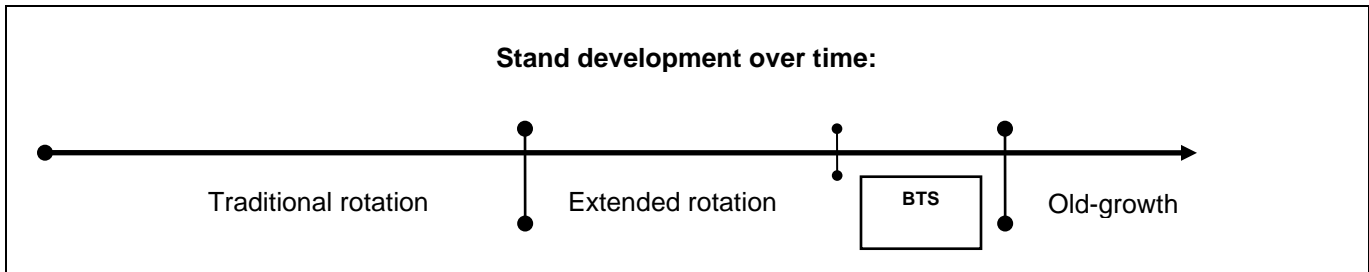 Stand development over time:
Traditional rotation
Extended rotation
BTS
Old-growth